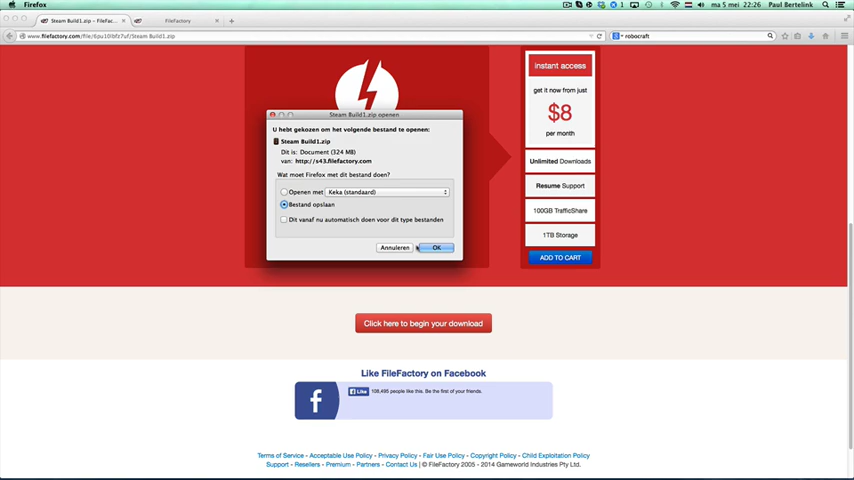 Firefox
1
ma 5 mei 22:26
Paul Bertelink
Steam Build1.zip – FileFac...
FileFactory
www.filefactory.com/file/6pu10lbfz7uf/Steam Build1.zip
robocraft
instant access
get it now from just
$8
per month
Unlimited Downloads
Resume Support
100GB TrafficShare
1TB Storage
ADD TO CART
Steam Build1.zip openen
U hebt gekozen om het volgende bestand te openen:
Steam Build1.zip
Dit is: Document (324 MB)
van: http://s43.filefactory.com
Wat moet Firefox met dit bestand doen?
Openen met Keka (standaard)
Bestand opslaan
Dit vanaf nu automatisch doen voor dit type bestanden
Annuleren
OK
Click here to begin your download
Like FileFactory on Facebook
Like 108,495 people like this. Be the first of your friends.
Terms of Service - Acceptable Use Policy - Privacy Policy - Fair Use Policy - Copyright Policy - Child Exploitation Policy
Support - Resellers - Premium - Partners - Contact Us | © FileFactory 2005 - 2014 Gameworld Industries Pty Ltd.